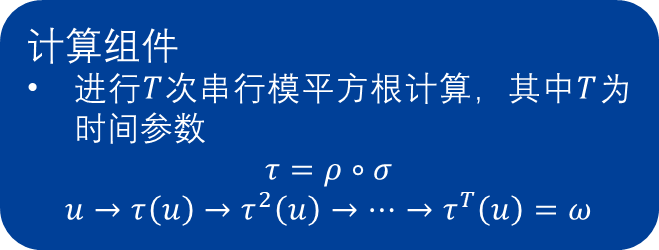 计算组件
• 进行T次串行模平方根计算，其中T为
时间参数
τ = ρ ∘ σ
u → τ(u) → τ²(u) → ⋯ → τᵀ(u) = ω